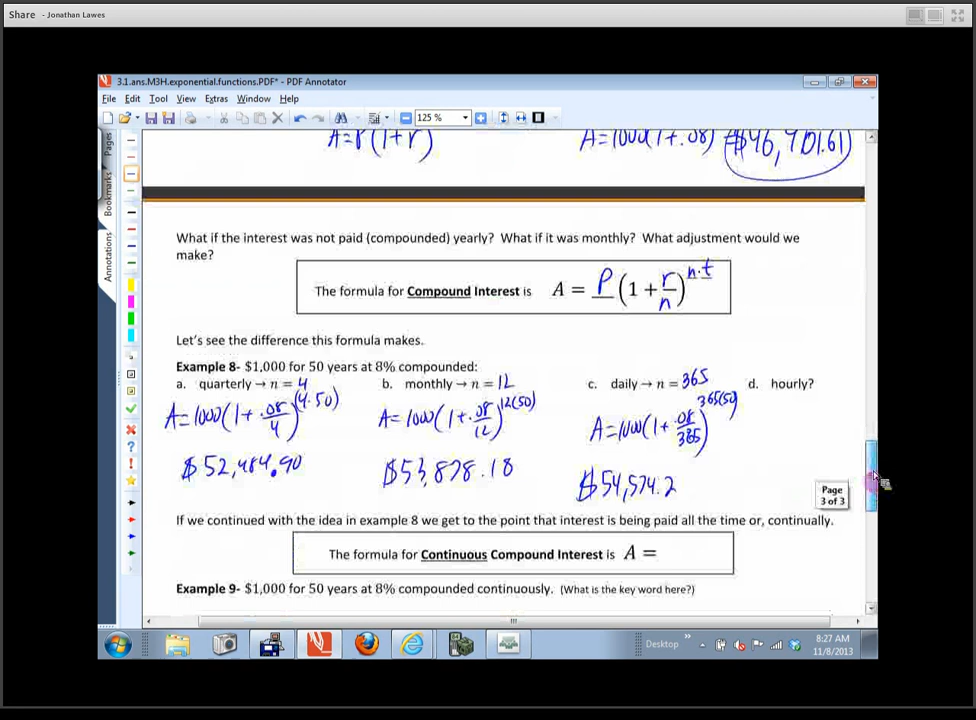 Share - Jonathan Lawes
3.1.ans.M3H.exponential.functions.PDF* - PDF Annotator
File Edit Tool View Extras Window Help
125 %
Pages
Bookmarks
Annotations
A=P(1+r) A=1000(1+.08) =$46,901.61)
What if the interest was not paid (compounded) yearly? What if it was monthly? What adjustment would we
make?
The formula for Compound Interest is A = P(1+r/n)^n·t
Let's see the difference this formula makes.
Example 8- $1,000 for 50 years at 8% compounded:
a. quarterly → n = 4 b. monthly → n = 12 c. daily → n = 365 d. hourly?
A=1000(1+.08/4)^(4·50) A=1000(1+.08/12)^12(50) A=1000(1+.08/365)^365(50)
$52,484.90 $53,878.18 $54,574.2
Page
3 of 3
If we continued with the idea in example 8 we get to the point that interest is being paid all the time or, continually.
The formula for Continuous Compound Interest is A =
Example 9- $1,000 for 50 years at 8% compounded continuously. (What is the key word here?)
Desktop »
8:27 AM
11/8/2013